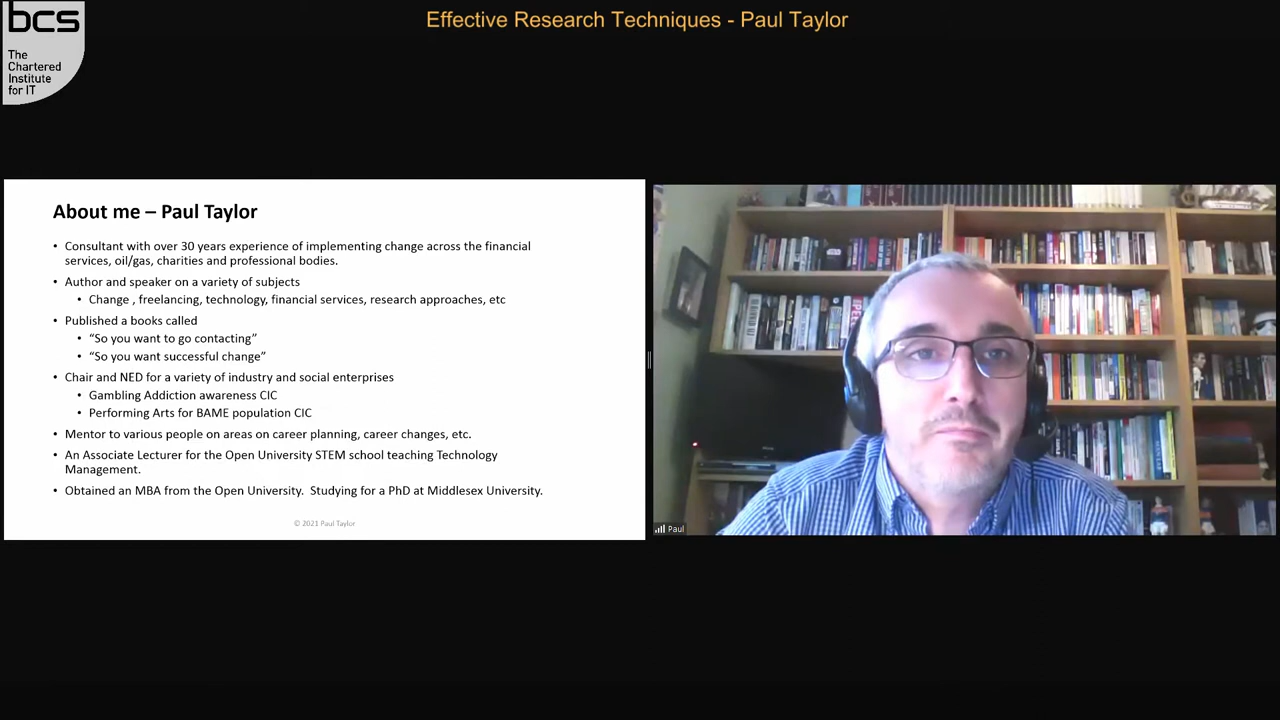 bcs
The
Chartered
Institute
for IT
Effective Research Techniques - Paul Taylor
About me – Paul Taylor
• Consultant with over 30 years experience of implementing change across the financial
services, oil/gas, charities and professional bodies.
• Author and speaker on a variety of subjects
• Change , freelancing, technology, financial services, research approaches, etc
• Published a books called
• “So you want to go contacting”
• “So you want successful change”
• Chair and NED for a variety of industry and social enterprises
• Gambling Addiction awareness CIC
• Performing Arts for BAME population CIC
• Mentor to various people on areas on career planning, career changes, etc.
• An Associate Lecturer for the Open University STEM school teaching Technology
Management.
• Obtained an MBA from the Open University.  Studying for a PhD at Middlesex University.
© 2021 Paul Taylor
Paul